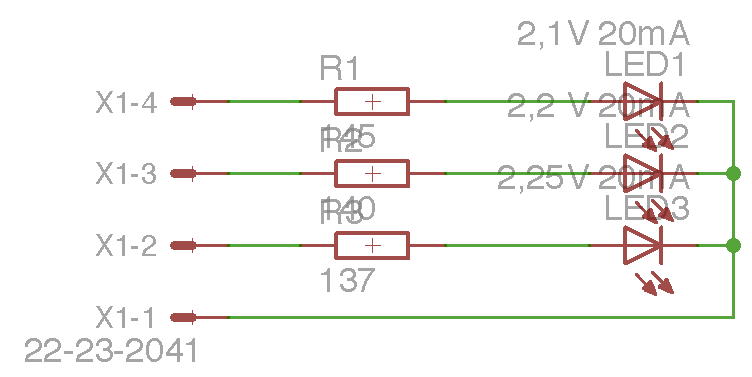 2,1V 20mA
R1
LED1
X1-4
2,2 V 20mA
145
R2
LED2
X1-3
2,25V 20mA
140
R3
LED3
X1-2
137
X1-1
22-23-2041